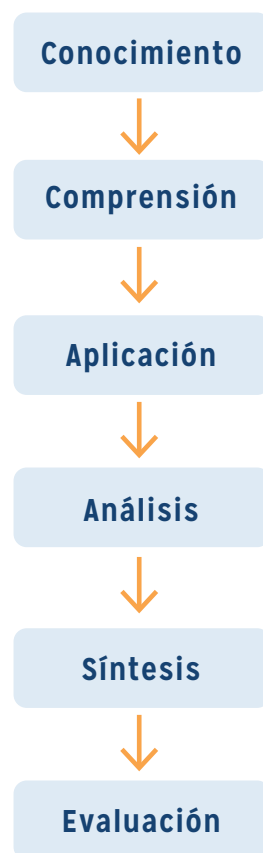 Conocimiento
Comprensión
Aplicación
Análisis
Síntesis
Evaluación